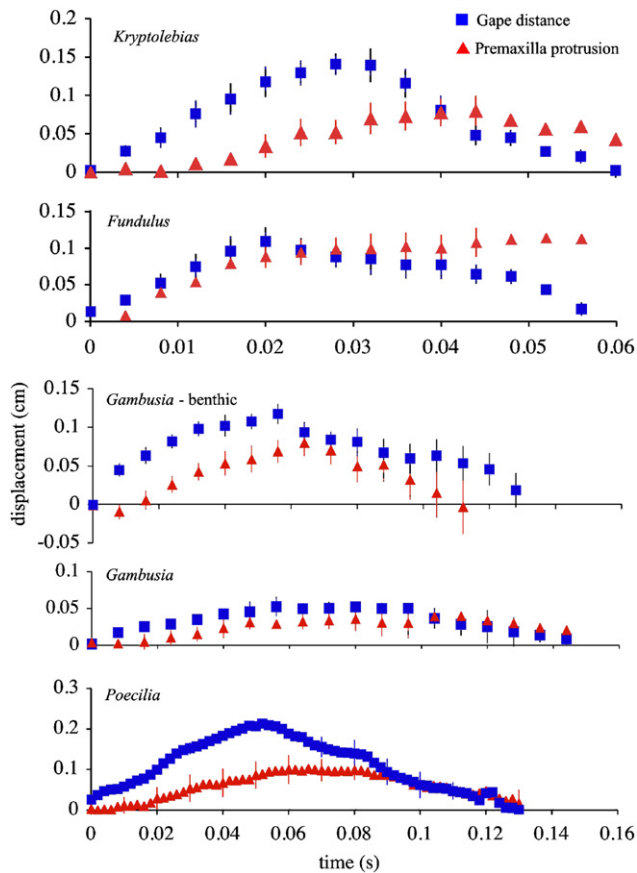 0.2
Kryptolebias
Gape distance
Premaxilla protrusion
0.15
0.1
0.05
0
0.15
Fundulus
0.1
0.05
0
0 0.01 0.02 0.03 0.04 0.05 0.06
displacement (cm)
0.15
Gambusia - benthic
0.1
0.05
0
-0.05
0.1
Gambusia
0.05
0
0.3
Poecilia
0.2
0.1
0
0 0.02 0.04 0.06 0.08 0.1 0.12 0.14 0.16
time (s)